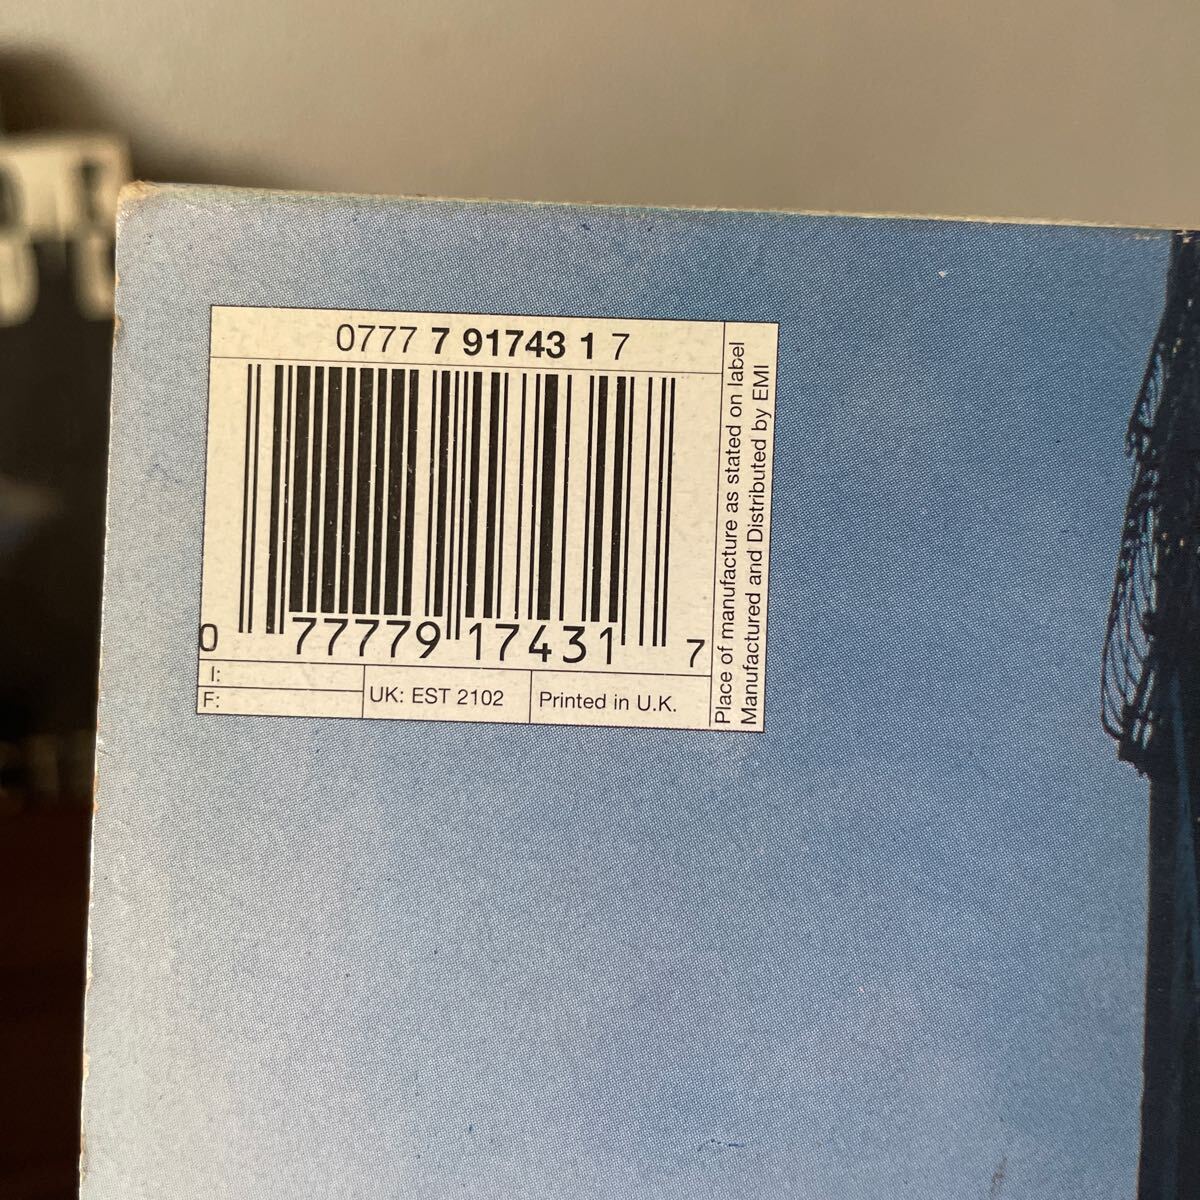 0777 7 91743 1 7
0 77779 17431 7
I:
F:
UK: EST 2102
Printed in U.K.
Place of manufacture as stated on label
Manufactured and Distributed by EMI